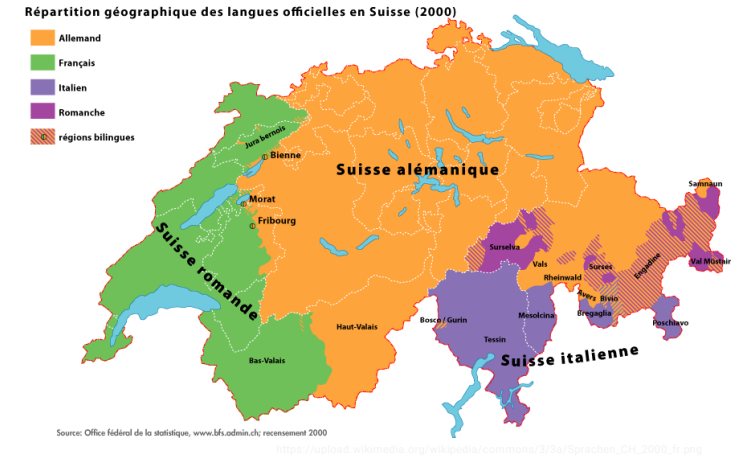 Répartition géographique des langues officielles en Suisse (2000)
Allemand
Français
Italien
Romanche
régions bilingues
Jura bernois
Bienne
Suisse alémanique
Samnaun
Morat
Fribourg
Suisse romande
Surselva
Vals
Rheinwald
Surses
Engadine
Val Müstair
Avers
Bivio
Bregaglia
Poschiavo
Bosco / Gurin
Mesolcina
Haut-Valais
Tessin
Suisse italienne
Bas-Valais
Source: Office fédéral de la statistique, www.bfs.admin.ch; recensement 2000
https://upload.wikimedia.org/wikipedia/commons/3/3a/Sprachen_CH_2000_fr.png